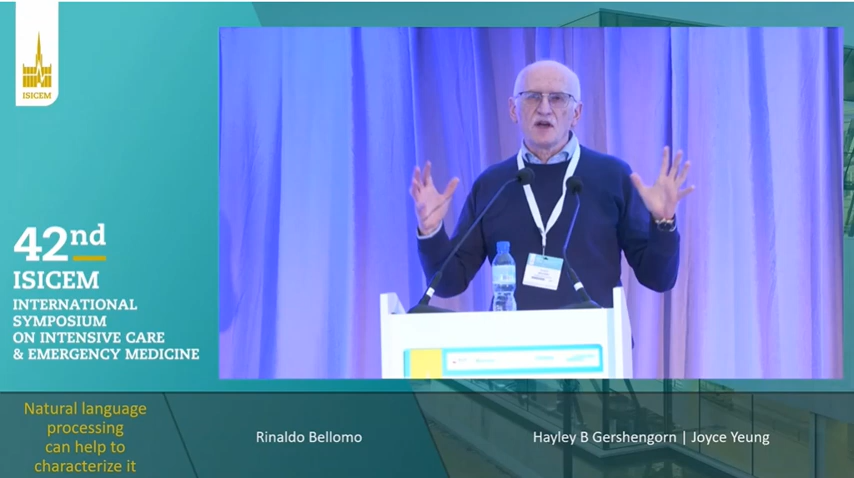 ISICEM
42nd
ISICEM
INTERNATIONAL
SYMPOSIUM
ON INTENSIVE CARE
& EMERGENCY MEDICINE
Natural language
processing
can help to
characterize it
Rinaldo Bellomo
Hayley B Gershengorn | Joyce Yeung